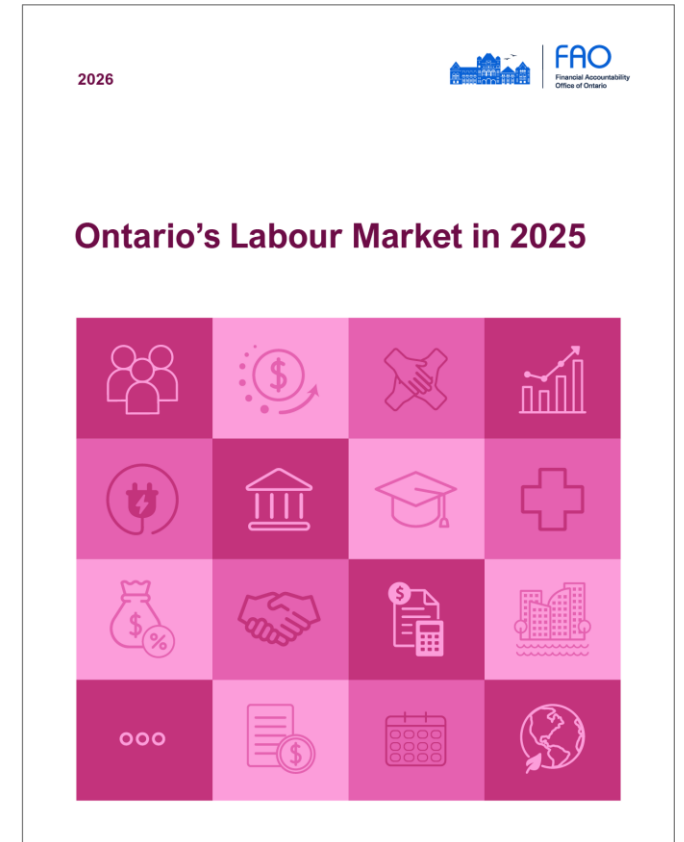 2026
FAO
Financial Accountability
Office of Ontario
Ontario's Labour Market in 2025
$
$
%
$
$